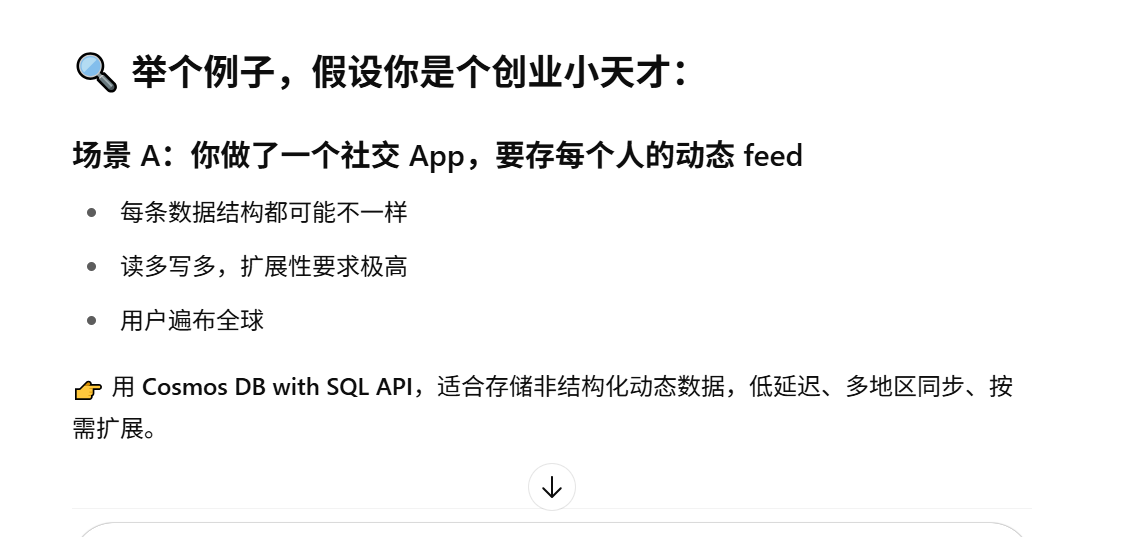 🔍 举个例子，假设你是个创业小天才：
场景 A：你做了一个社交 App，要存每个人的动态 feed
• 每条数据结构都可能不一样
• 读多写多，扩展性要求极高
• 用户遍布全球
👉 用 Cosmos DB with SQL API，适合存储非结构化动态数据，低延迟、多地区同步、按
需扩展。